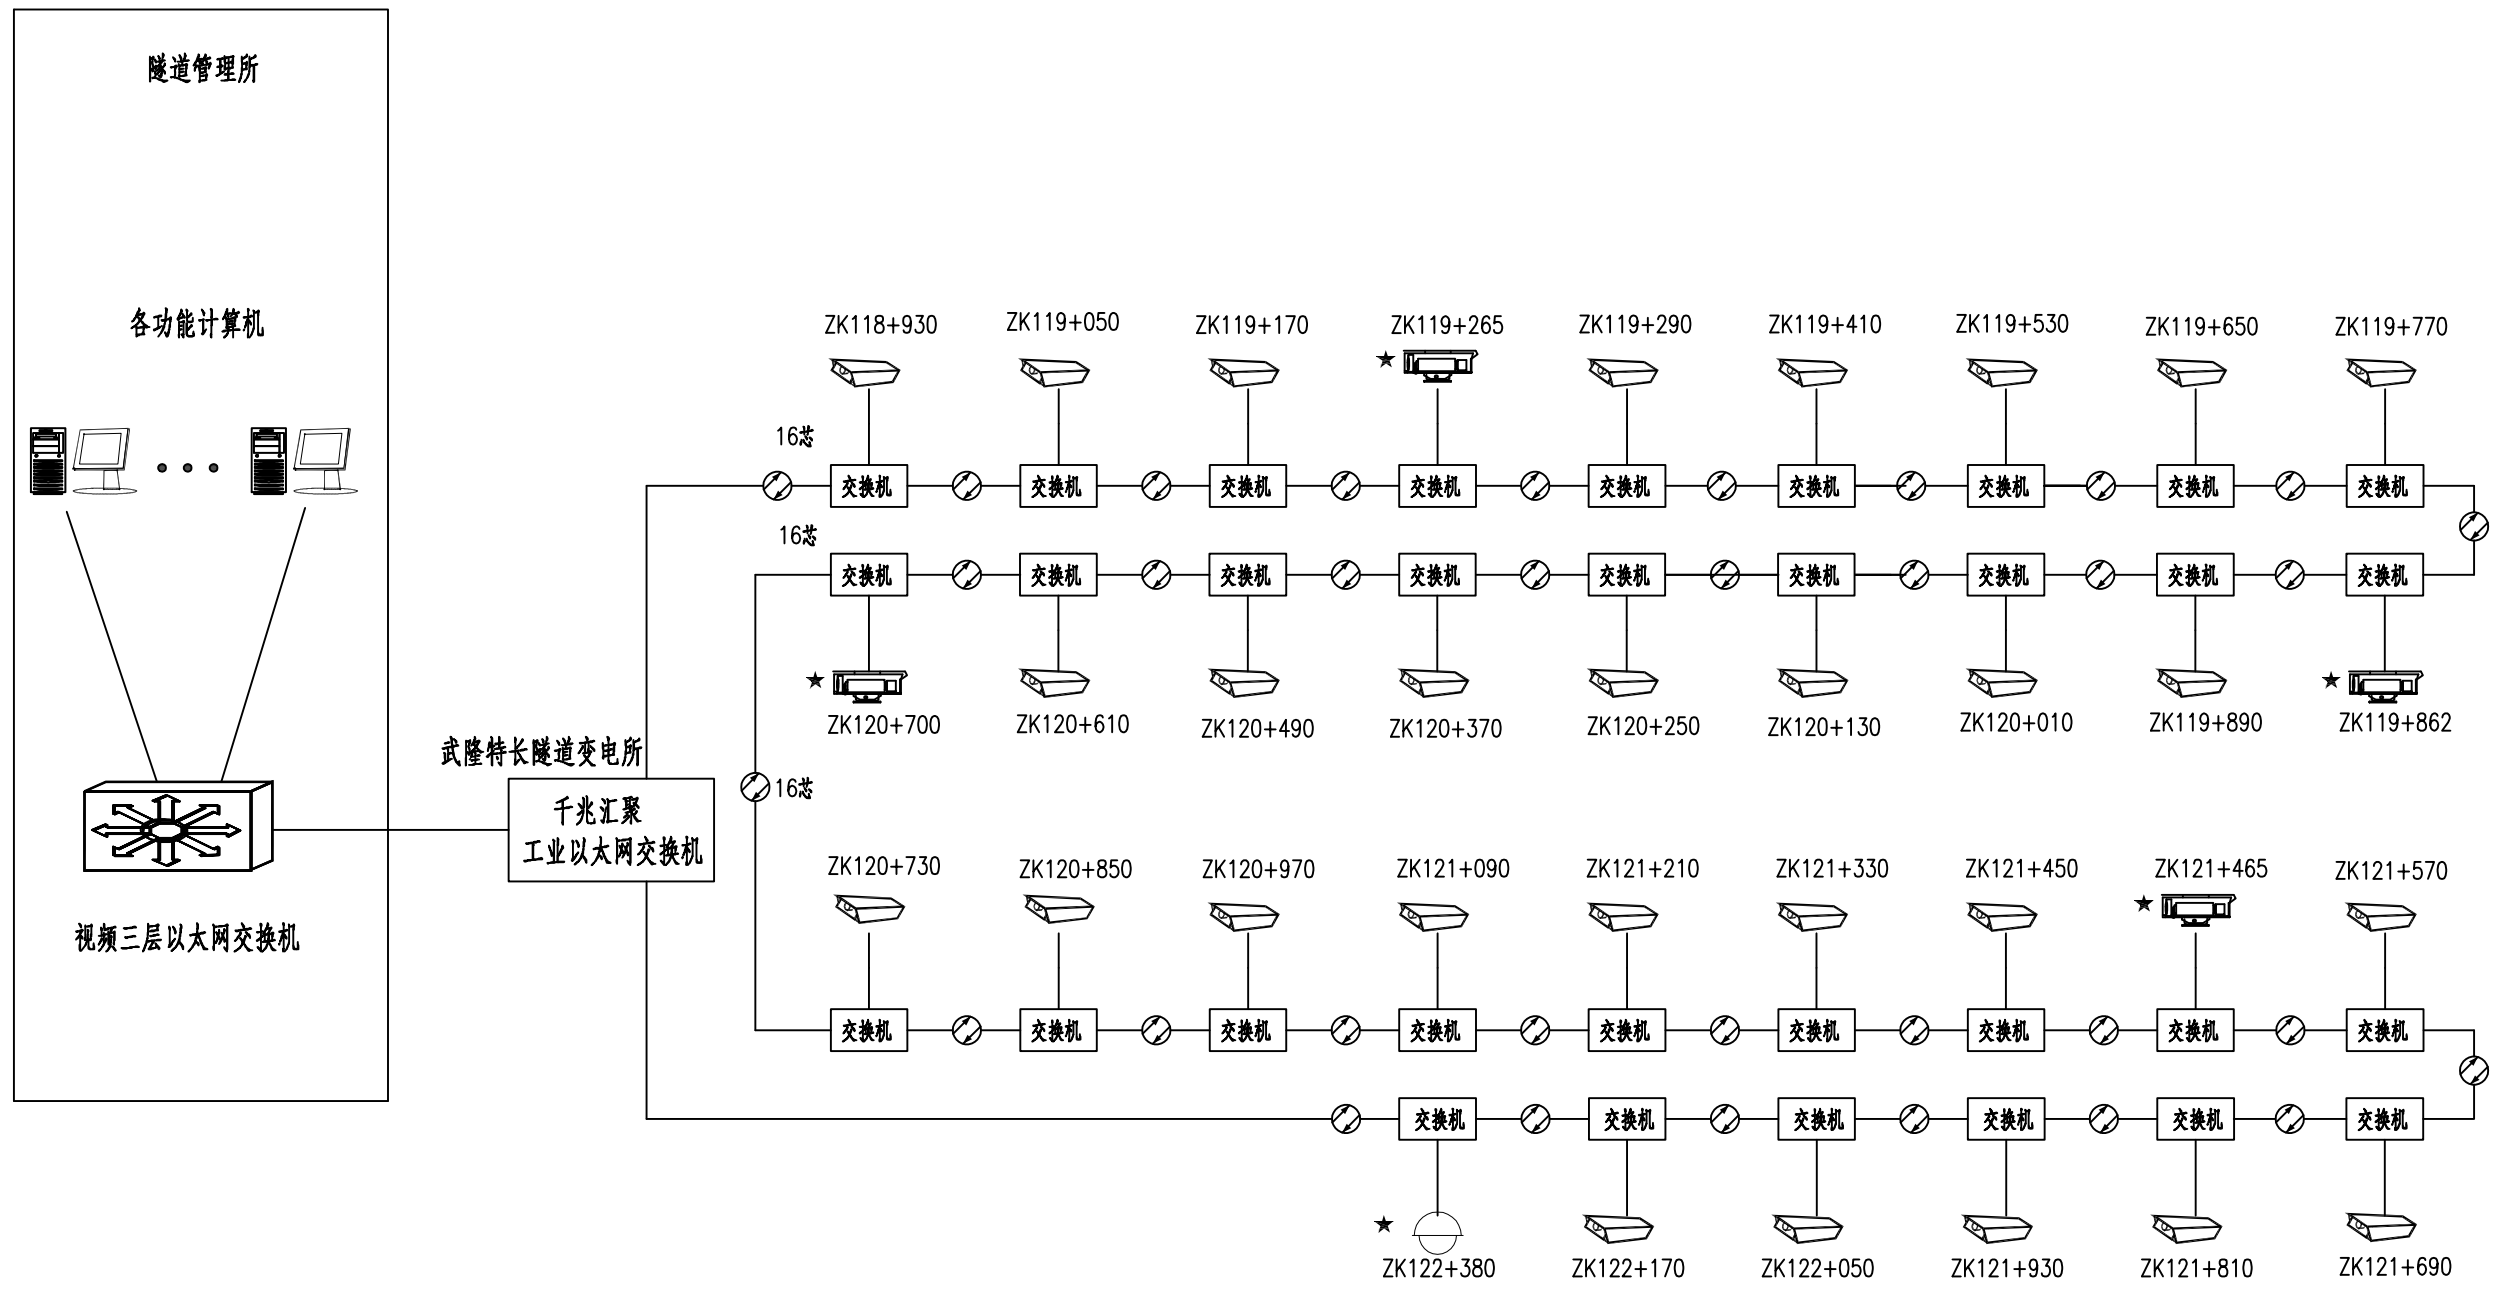 隧道管理所
各功能计算机
视频三层以太网交换机
武隆特长隧道变电所
千兆汇聚
工业以太网交换机
ZK118+930 ZK119+050 ZK119+170 ZK119+265 ZK119+290 ZK119+410 ZK119+530 ZK119+650 ZK119+770
★
16芯
交换机 交换机 交换机 交换机 交换机 交换机 交换机 交换机 交换机
16芯
交换机 交换机 交换机 交换机 交换机 交换机 交换机 交换机 交换机
★ ★
ZK120+700 ZK120+610 ZK120+490 ZK120+370 ZK120+250 ZK120+130 ZK120+010 ZK119+890 ZK119+862
16芯
ZK120+730 ZK120+850 ZK120+970 ZK121+090 ZK121+210 ZK121+330 ZK121+450 ZK121+465 ZK121+570
★
交换机 交换机 交换机 交换机 交换机 交换机 交换机 交换机 交换机
交换机 交换机 交换机 交换机 交换机 交换机
★
ZK122+380 ZK122+170 ZK122+050 ZK121+930 ZK121+810 ZK121+690